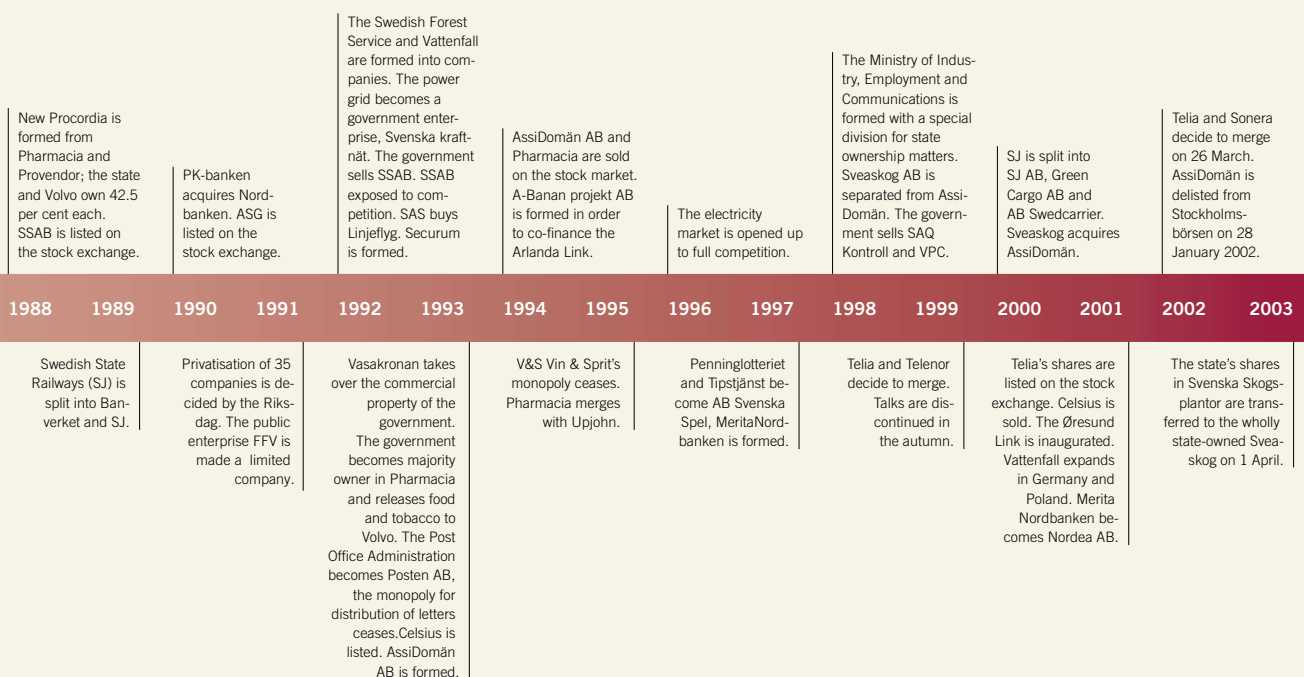 New Procordia is
formed from
Pharmacia and
Provendor; the state
and Volvo own 42.5
per cent each.
SSAB is listed on
the stock exchange.
PK-banken
acquires Nord-
banken. ASG is
listed on the
stock exchange.
The Swedish Forest
Service and Vattenfall
are formed into com-
panies. The power
grid becomes a
government enter-
prise, Svenska kraft-
nät. The government
sells SSAB. SSAB
exposed to com-
petition. SAS buys
Linjeflyg. Securum
is formed.
AssiDomän AB and
Pharmacia are sold
on the stock market.
A-Banan projekt AB
is formed in order
to co-finance the
Arlanda Link.
The electricity
market is opened up
to full competition.
The Ministry of Indus-
try, Employment and
Communications is
formed with a special
division for state
ownership matters.
Sveaskog AB is
separated from Assi-
Domän. The govern-
ment sells SAQ
Kontroll and VPC.
SJ is split into
SJ AB, Green
Cargo AB and
AB Swedcarrier.
Sveaskog acquires
AssiDomän.
Telia and Sonera
decide to merge
on 26 March.
AssiDomän is
delisted from
Stockholms-
börsen on 28
January 2002.
1988 1989 1990 1991 1992 1993 1994 1995 1996 1997 1998 1999 2000 2001 2002 2003
Swedish State
Railways (SJ) is
split into Ban-
verket and SJ.
Privatisation of 35
companies is de-
cided by the Riks-
dag. The public
enterprise FFV is
made a limited
company.
Vasakronan takes
over the commercial
property of the
government.
The government
becomes majority
owner in Pharmacia
and releases food
and tobacco to
Volvo. The Post
Office Administration
becomes Posten AB,
the monopoly for
distribution of letters
ceases.Celsius is
listed. AssiDomän
AB is formed.
V&S Vin & Sprit's
monopoly ceases.
Pharmacia merges
with Upjohn.
Penninglotteriet
and Tipstjänst be-
come AB Svenska
Spel, MeritaNord-
banken is formed.
Telia and Telenor
decide to merge.
Talks are dis-
continued in
the autumn.
Telia's shares are
listed on the stock
exchange. Celsius is
sold. The Øresund
Link is inaugurated.
Vattenfall expands
in Germany and
Poland. Merita
Nordbanken be-
comes Nordea AB.
The state's shares
in Svenska Skogs-
plantor are trans-
ferred to the wholly
state-owned Svea-
skog on 1 April.